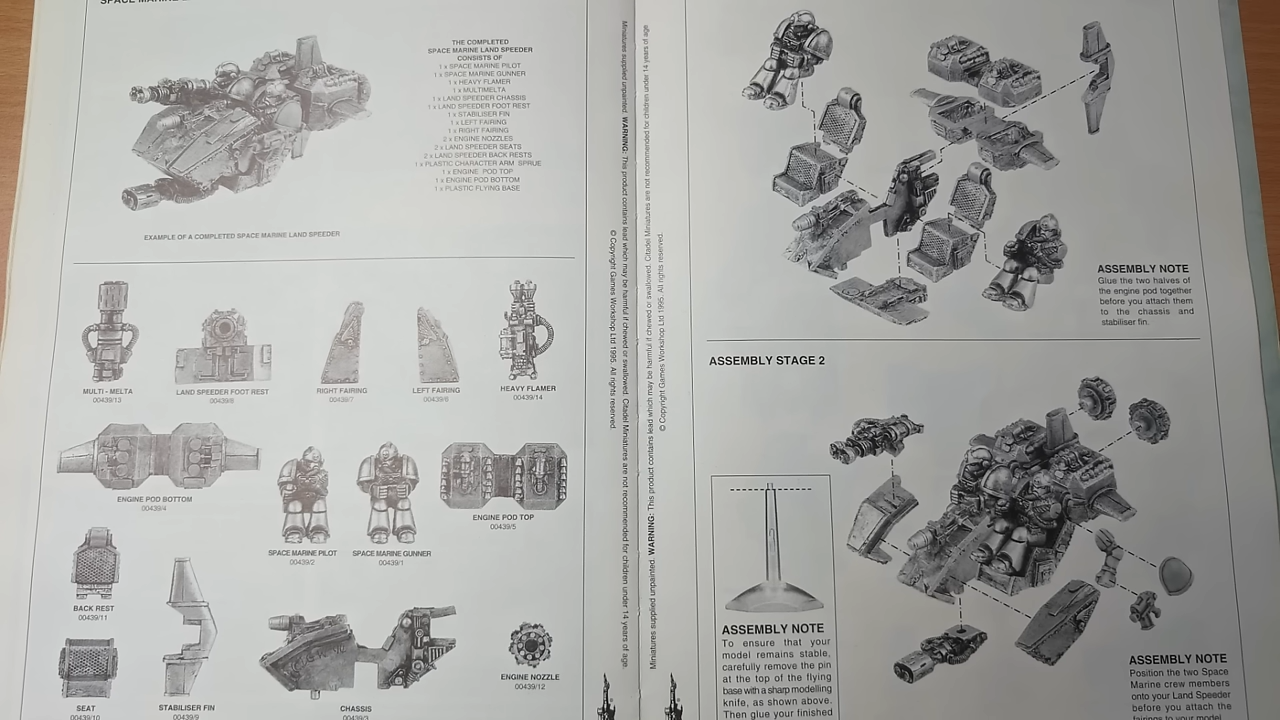 SPACE MARINE
THE COMPLETED
SPACE MARINE LAND SPEEDER
CONSISTS OF
1 x SPACE MARINE PILOT
1 x SPACE MARINE GUNNER
1 x HEAVY FLAMER
1 x MULTIMELTA
1 x LAND SPEEDER CHASSIS
1 x LAND SPEEDER FOOT REST
1 x STABILISER FIN
1 x LEFT FAIRING
1 x RIGHT FAIRING
2 x ENGINE NOZZLES
2 x LAND SPEEDER SEATS
2 x LAND SPEEDER BACK RESTS
1 x PLASTIC CHARACTER ARM SPRUE
1 x ENGINE POD TOP
1 x ENGINE POD BOTTOM
1 x PLASTIC FLYING BASE
EXAMPLE OF A COMPLETED SPACE MARINE LAND SPEEDER
MULTI - MELTA
00439/13
LAND SPEEDER FOOT REST
00439/8
RIGHT FAIRING
00439/7
LEFT FAIRING
00439/6
HEAVY FLAMER
00439/14
ENGINE POD BOTTOM
00439/4
SPACE MARINE PILOT
00439/2
SPACE MARINE GUNNER
00439/1
ENGINE POD TOP
00439/5
BACK REST
00439/11
SEAT
00439/10
STABILISER FIN
00439/9
CHASSIS
00439/3
ENGINE NOZZLE
00439/12
Miniatures supplied unpainted. WARNING: This product contains lead which may be harmful if chewed or swallowed. Citadel Miniatures are not recommended for children under 14 years of age.
© Copyright Games Workshop Ltd 1995. All rights reserved.
Miniatures supplied unpainted. WARNING: This product contains lead which may be harmful if chewed or swallowed. Citadel Miniatures are not recommended for children under 14 years of age
© Copyright Games Workshop Ltd 1995. All rights reserved.
ASSEMBLY NOTE
Glue the two halves of
the engine pod together
before you attach them
to the chassis and
stabiliser fin.
ASSEMBLY STAGE 2
ASSEMBLY NOTE
To ensure that your
model remains stable,
carefully remove the pin
at the top of the flying
base with a sharp modelling
knife, as shown above.
Then glue your finished
ASSEMBLY NOTE
Position the two Space
Marine crew members
onto your Land Speeder
before you attach the
fairings to your model